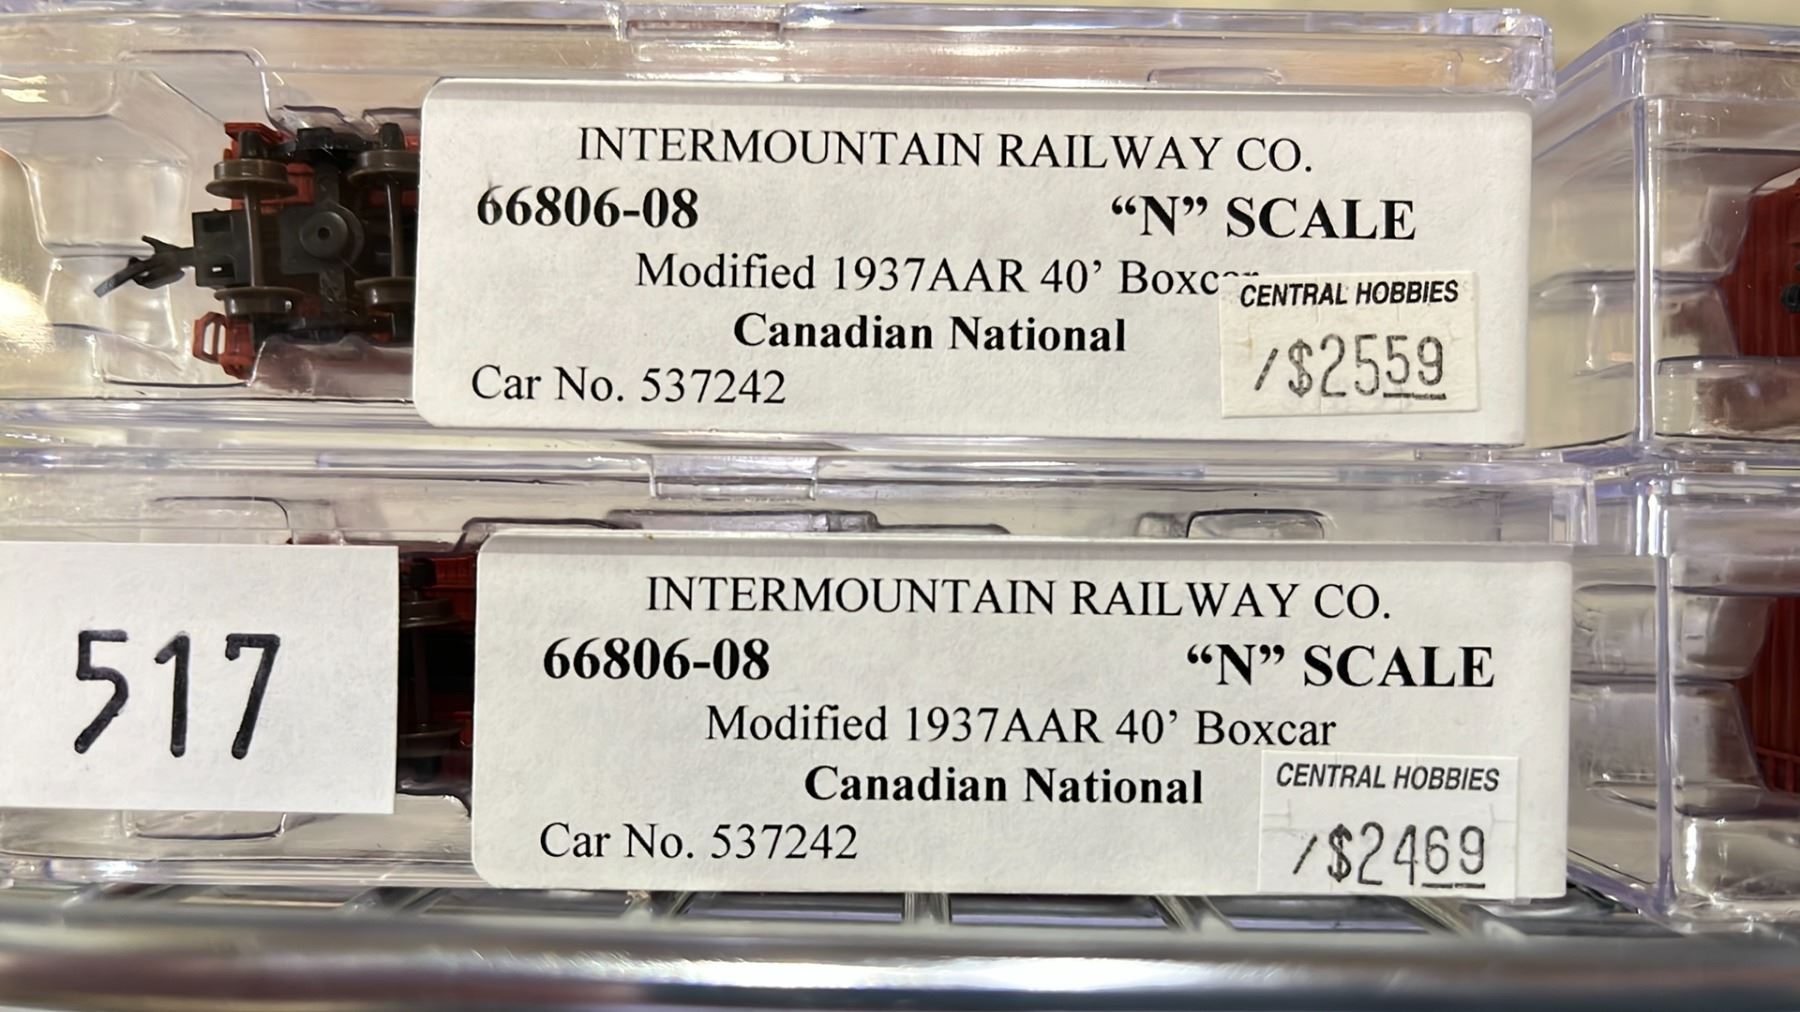 INTERMOUNTAIN RAILWAY CO.
66806-08 “N” SCALE
Modified 1937AAR 40’ Boxcar
Canadian National
Car No. 537242
CENTRAL HOBBIES
/$2559
517
INTERMOUNTAIN RAILWAY CO.
66806-08 “N” SCALE
Modified 1937AAR 40’ Boxcar
Canadian National
Car No. 537242
CENTRAL HOBBIES
/$2469